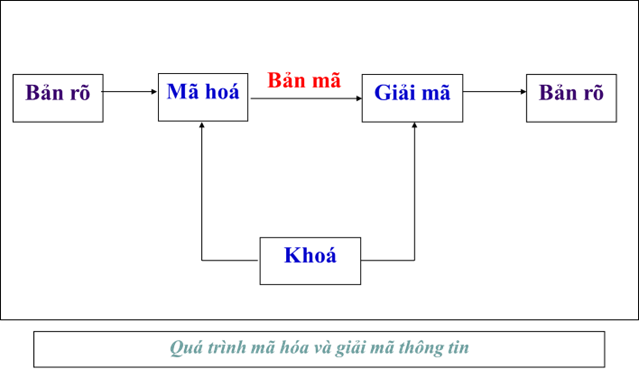 Bản mã
Bản rõ
Mã hoá
Giải mã
Bản rõ
Khoá
Quá trình mã hóa và giải mã thông tin